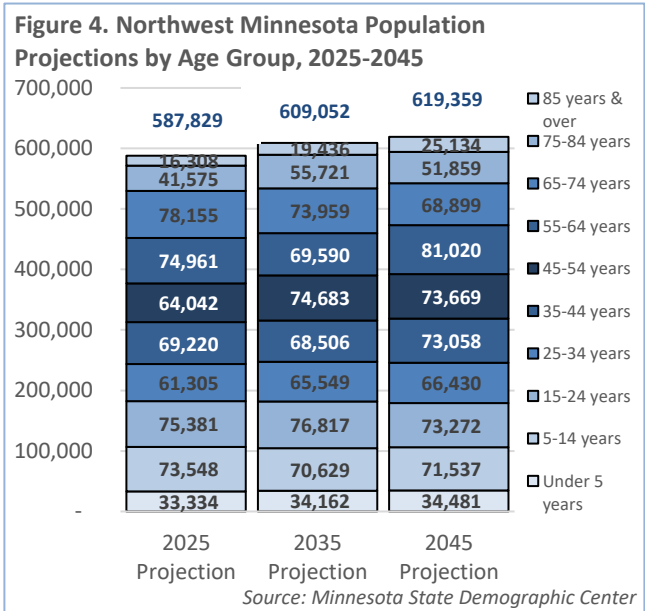 Figure 4. Northwest Minnesota Population
Projections by Age Group, 2025-2045
700,000
600,000
500,000
400,000
300,000
200,000
100,000
-
587,829
16,308
41,575
78,155
74,961
64,042
69,220
61,305
75,381
73,548
33,334
609,052
19,436
55,721
73,959
69,590
74,683
68,506
65,549
76,817
70,629
34,162
619,359
25,134
51,859
68,899
81,020
73,669
73,058
66,430
73,272
71,537
34,481
2025
Projection
2035
Projection
2045
Projection
85 years &
over
75-84 years
65-74 years
55-64 years
45-54 years
35-44 years
25-34 years
15-24 years
5-14 years
Under 5
years
Source: Minnesota State Demographic Center